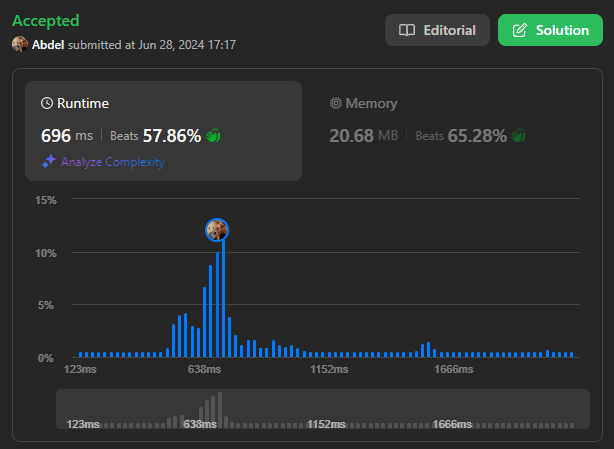 Accepted
Abdel submitted at Jun 28, 2024 17:17
Editorial
Solution
Runtime
696 ms | Beats 57.86%
Analyze Complexity
Memory
20.68 MB | Beats 65.28%
15%
10%
5%
0%
123ms 638ms 1152ms 1666ms
123ms 638ms 1152ms 1666ms